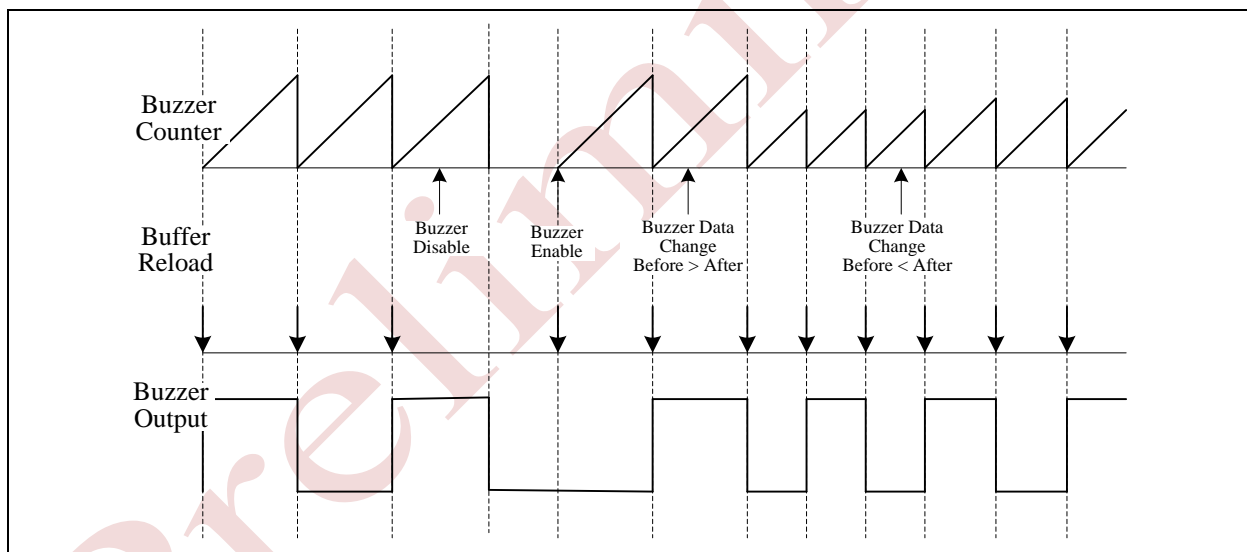 Buzzer
Counter
Buzzer
Disable
Buzzer
Enable
Buzzer Data
Change
Before > After
Buzzer Data
Change
Before < After
Buffer
Reload
Buzzer
Output
Prelimin